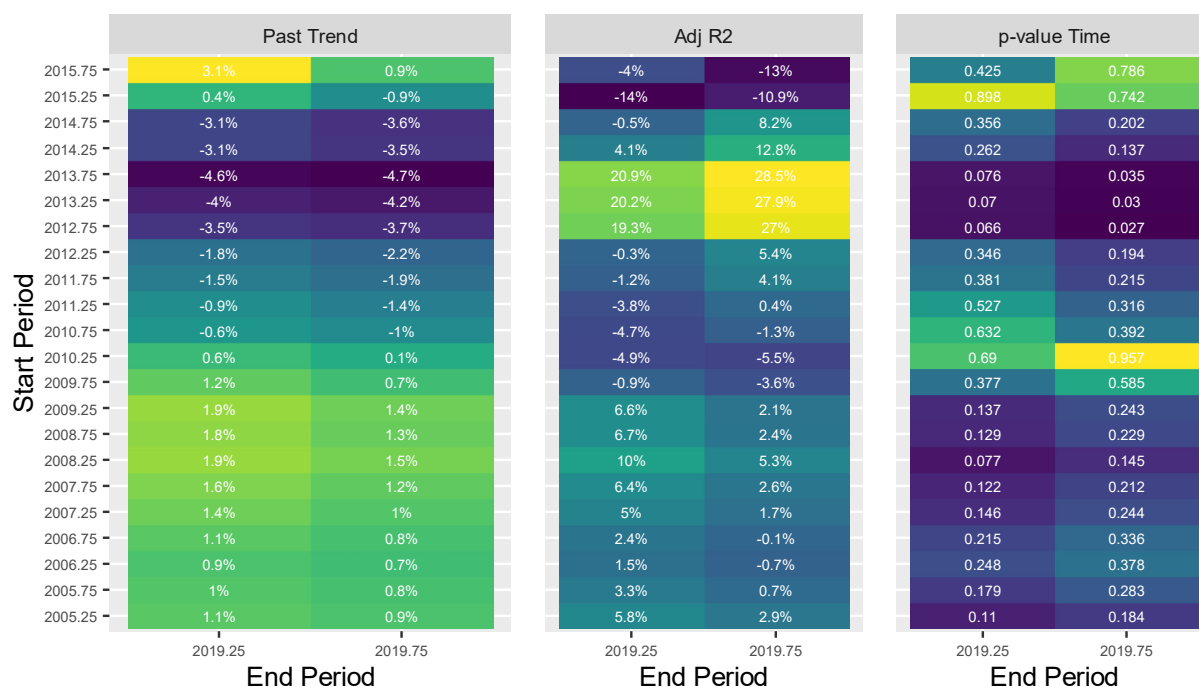 Past Trend Adj R2 p-value Time
Start Period
2015.75 3.1% 0.9% -4% -13% 0.425 0.786
2015.25 0.4% -0.9% -14% -10.9% 0.898 0.742
2014.75 -3.1% -3.6% -0.5% 8.2% 0.356 0.202
2014.25 -3.1% -3.5% 4.1% 12.8% 0.262 0.137
2013.75 -4.6% -4.7% 20.9% 28.5% 0.076 0.035
2013.25 -4% -4.2% 20.2% 27.9% 0.07 0.03
2012.75 -3.5% -3.7% 19.3% 27% 0.066 0.027
2012.25 -1.8% -2.2% -0.3% 5.4% 0.346 0.194
2011.75 -1.5% -1.9% -1.2% 4.1% 0.381 0.215
2011.25 -0.9% -1.4% -3.8% 0.4% 0.527 0.316
2010.75 -0.6% -1% -4.7% -1.3% 0.632 0.392
2010.25 0.6% 0.1% -4.9% -5.5% 0.69 0.957
2009.75 1.2% 0.7% -0.9% -3.6% 0.377 0.585
2009.25 1.9% 1.4% 6.6% 2.1% 0.137 0.243
2008.75 1.8% 1.3% 6.7% 2.4% 0.129 0.229
2008.25 1.9% 1.5% 10% 5.3% 0.077 0.145
2007.75 1.6% 1.2% 6.4% 2.6% 0.122 0.212
2007.25 1.4% 1% 5% 1.7% 0.146 0.244
2006.75 1.1% 0.8% 2.4% -0.1% 0.215 0.336
2006.25 0.9% 0.7% 1.5% -0.7% 0.248 0.378
2005.75 1% 0.8% 3.3% 0.7% 0.179 0.283
2005.25 1.1% 0.9% 5.8% 2.9% 0.11 0.184
2019.25 2019.75 2019.25 2019.75 2019.25 2019.75
End Period End Period End Period